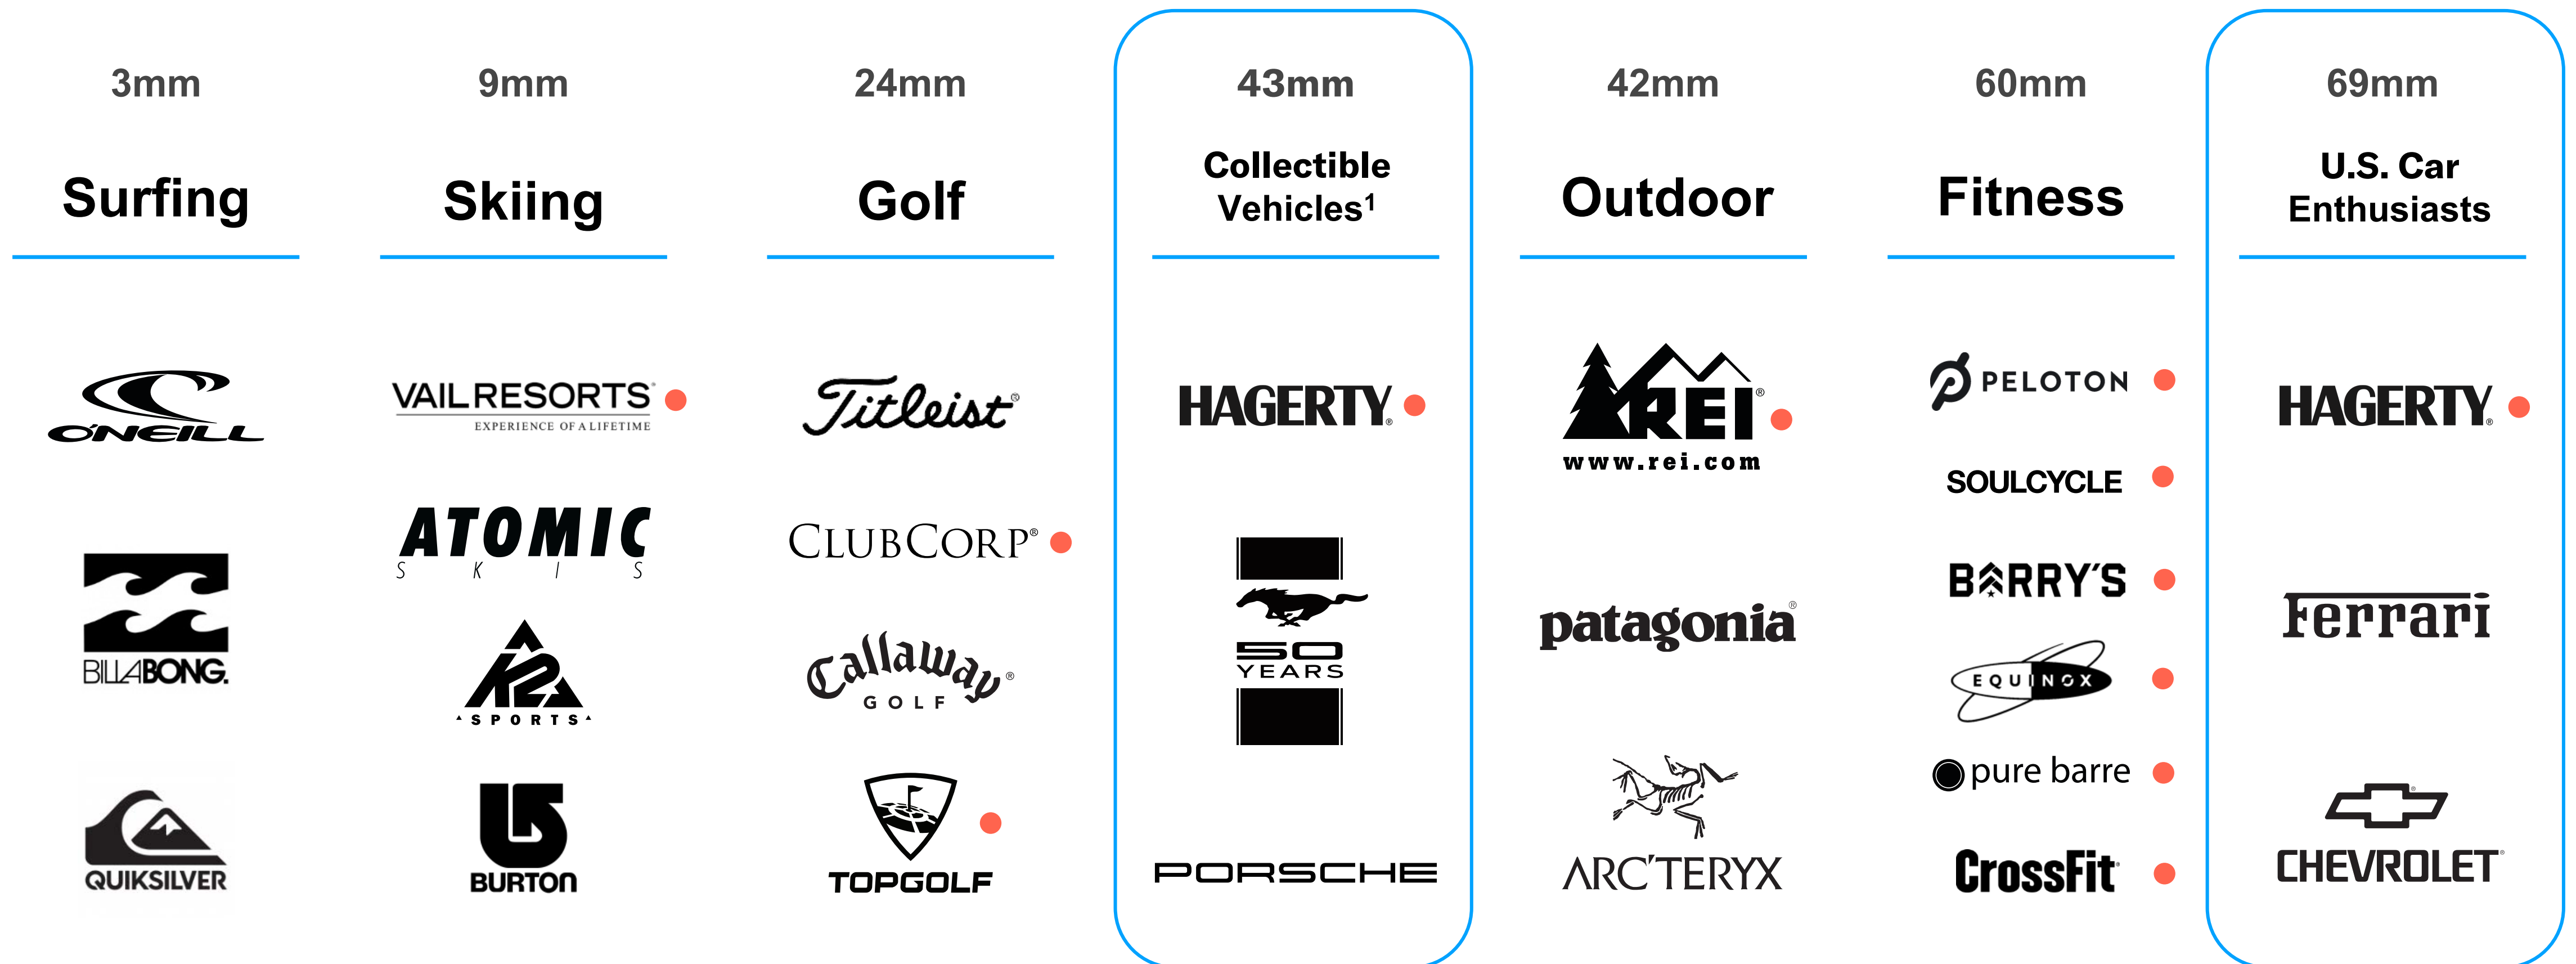 3mm
Surfing
O'NEILL
BILLABONG.
QUIKSILVER
9mm
Skiing
VAILRESORTS®
EXPERIENCE OF A LIFETIME
ATOMIC
SKIS
K2
SPORTS
BURTON
24mm
Golf
Titleist®
CLUBCORP®
Callaway®
GOLF
TOPGOLF
43mm
Collectible
Vehicles¹
HAGERTY®
50
YEARS
PORSCHE
42mm
Outdoor
REI®
www.rei.com
patagonia®
ARC'TERYX
60mm
Fitness
PELOTON
SOULCYCLE
BARRY'S
EQUINOX
pure barre
CrossFit®
69mm
U.S. Car
Enthusiasts
HAGERTY®
Ferrari
CHEVROLET®